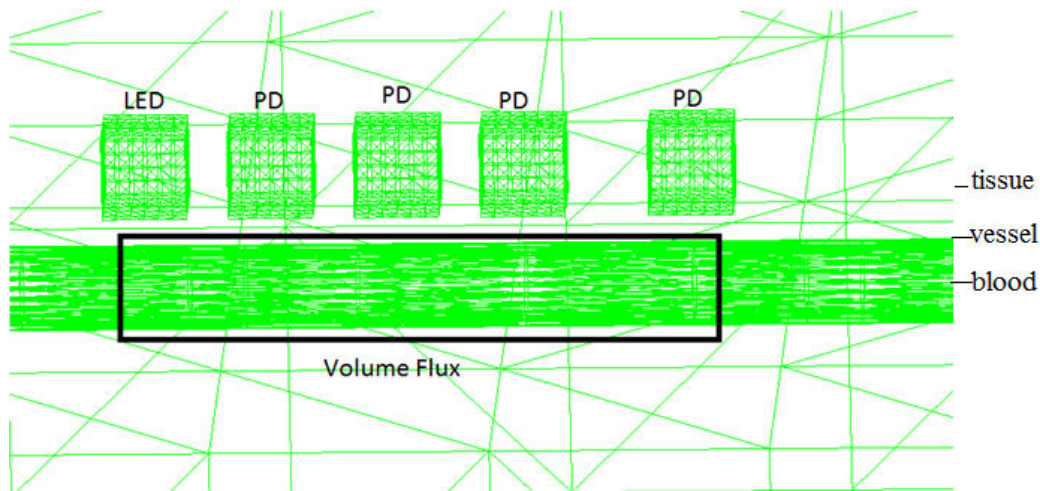 LED
PD
PD
PD
PD
tissue
vessel
blood
Volume Flux